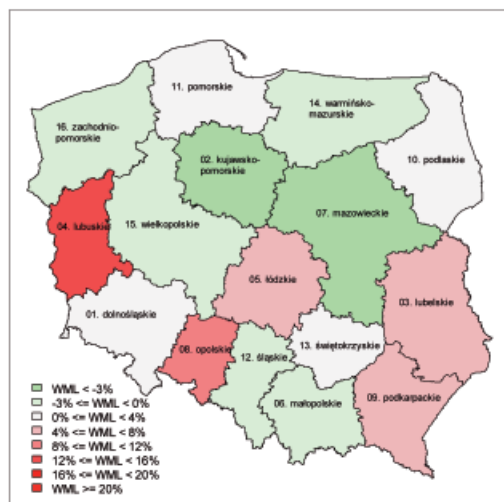 11. pomorskie
14. warmińsko-
mazurskie
16. zachodnio-
pomorskie
02. kujawsko-
pomorskie
10. podlaskie
04. lubuskie
15. wielkopolskie
07. mazowieckie
05. łódzkie
03. lubelskie
01. dolnośląskie
08. opolskie
13. świętokrzyskie
12. śląskie
09. podkarpackie
06. małopolskie
WML < -3%
-3% <= WML < 0%
0% <= WML < 4%
4% <= WML < 8%
8% <= WML < 12%
12% <= WML < 16%
16% <= WML < 20%
WML >= 20%